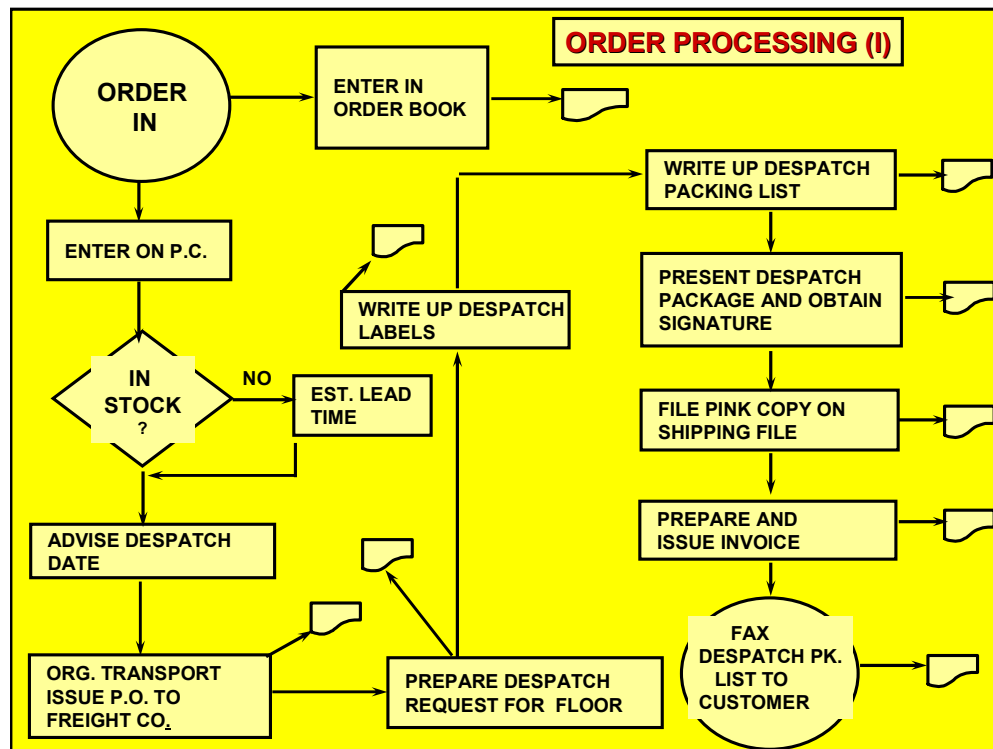 ORDER PROCESSING (I)
ORDER
IN
ENTER IN
ORDER BOOK
ENTER ON P.C.
IN
STOCK
?
NO
EST. LEAD
TIME
ADVISE DESPATCH
DATE
ORG. TRANSPORT
ISSUE P.O. TO
FREIGHT CO.
PREPARE DESPATCH
REQUEST FOR FLOOR
WRITE UP DESPATCH
LABELS
WRITE UP DESPATCH
PACKING LIST
PRESENT DESPATCH
PACKAGE AND OBTAIN
SIGNATURE
FILE PINK COPY ON
SHIPPING FILE
PREPARE AND
ISSUE INVOICE
FAX
DESPATCH PK.
LIST TO
CUSTOMER